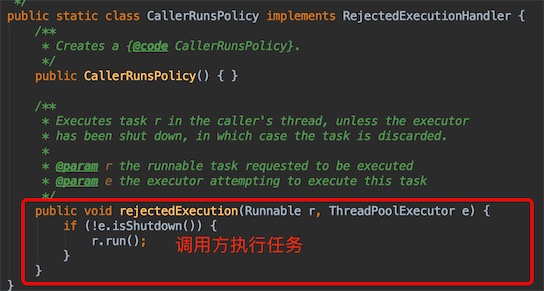 */
public static class CallerRunsPolicy implements RejectedExecutionHandler {
/**
* Creates a {@code CallerRunsPolicy}.
*/
public CallerRunsPolicy() { }
/**
* Executes task r in the caller's thread, unless the executor
* has been shut down, in which case the task is discarded.
*
* @param r the runnable task requested to be executed
* @param e the executor attempting to execute this task
*/
public void rejectedExecution(Runnable r, ThreadPoolExecutor e) {
if (!e.isShutdown()) {
r.run(); 调用方执行任务
}
}
}